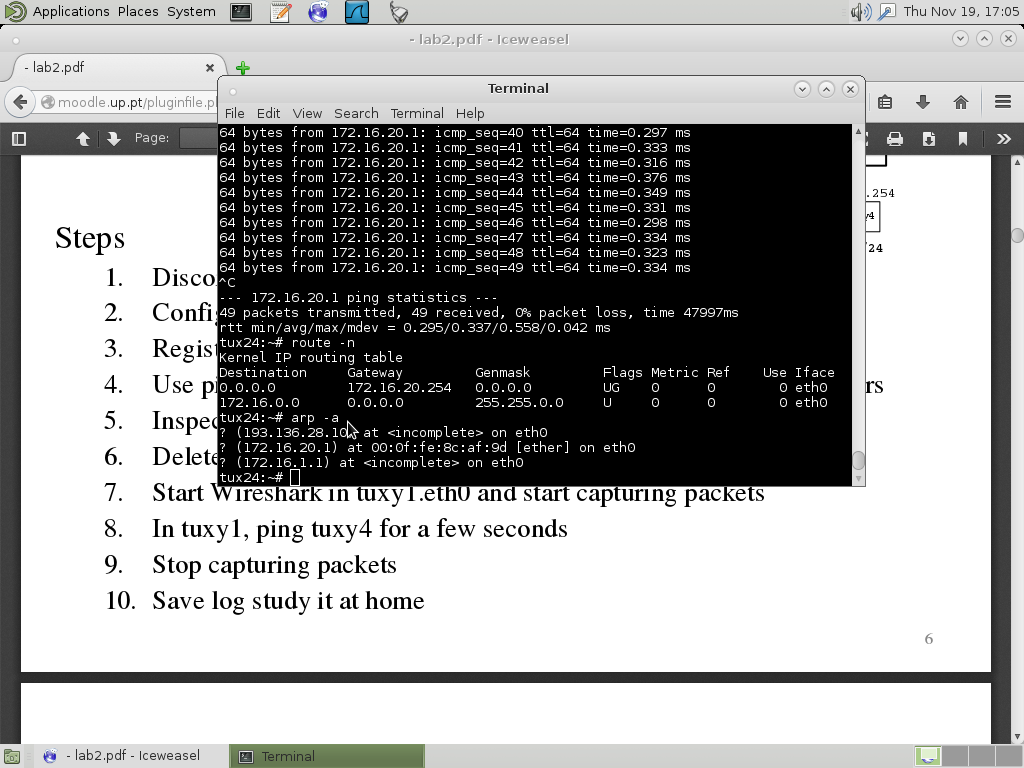 Applications Places System
Thu Nov 19, 17:05
- lab2.pdf - Iceweasel
- lab2.pdf
moodle.up.pt/pluginfile.p
Page:
Terminal
File Edit View Search Terminal Help
64 bytes from 172.16.20.1: icmp_seq=40 ttl=64 time=0.297 ms
64 bytes from 172.16.20.1: icmp_seq=41 ttl=64 time=0.333 ms
64 bytes from 172.16.20.1: icmp_seq=42 ttl=64 time=0.316 ms
64 bytes from 172.16.20.1: icmp_seq=43 ttl=64 time=0.376 ms
64 bytes from 172.16.20.1: icmp_seq=44 ttl=64 time=0.349 ms
64 bytes from 172.16.20.1: icmp_seq=45 ttl=64 time=0.331 ms
64 bytes from 172.16.20.1: icmp_seq=46 ttl=64 time=0.298 ms
64 bytes from 172.16.20.1: icmp_seq=47 ttl=64 time=0.334 ms
64 bytes from 172.16.20.1: icmp_seq=48 ttl=64 time=0.323 ms
64 bytes from 172.16.20.1: icmp_seq=49 ttl=64 time=0.334 ms
^C
--- 172.16.20.1 ping statistics ---
49 packets transmitted, 49 received, 0% packet loss, time 47997ms
rtt min/avg/max/mdev = 0.295/0.337/0.558/0.042 ms
tux24:~# route -n
Kernel IP routing table
Destination Gateway Genmask Flags Metric Ref Use Iface
0.0.0.0 172.16.20.254 0.0.0.0 UG 0 0 0 eth0
172.16.0.0 0.0.0.0 255.255.0.0 U 0 0 0 eth0
tux24:~# arp -a
? (193.136.28.10) at <incomplete> on eth0
? (172.16.20.1) at 00:0f:fe:8c:af:9d [ether] on eth0
? (172.16.1.1) at <incomplete> on eth0
tux24:~#
.254
y4
/24
Steps
1. Disco
2. Confi
3. Regist
4. Use pi rs
5. Inspec
6. Delete
7. Start Wireshark in tuxy1.eth0 and start capturing packets
8. In tuxy1, ping tuxy4 for a few seconds
9. Stop capturing packets
10. Save log study it at home
6
- lab2.pdf - Iceweasel
Terminal